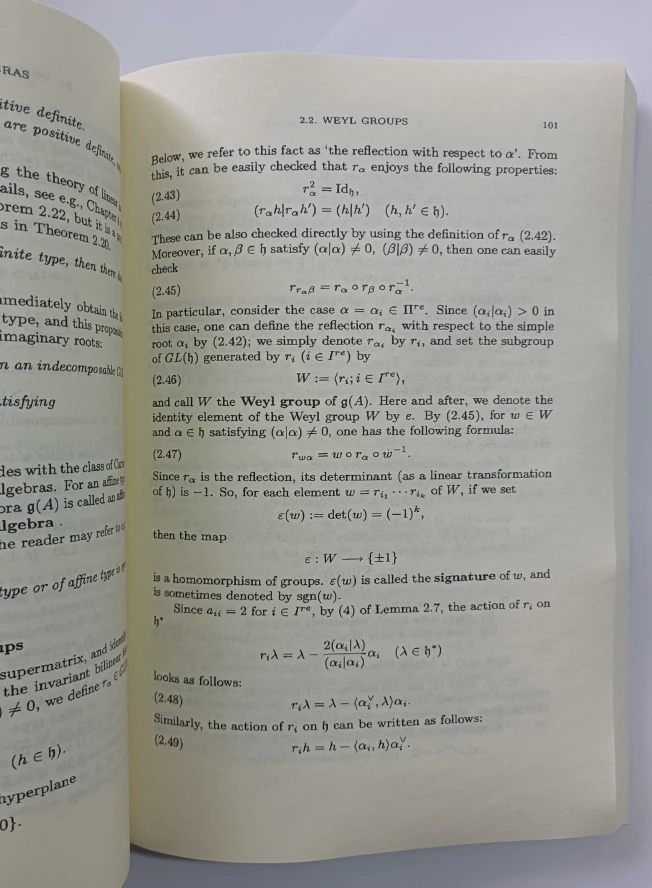 RAS
itive definite.
are positive definite,
g the theory of linear
ails, see e.g., Chapter
orem 2.22, but it is a
s in Theorem 2.20.
inite type, then there
mediately obtain the
type, and this
imaginary roots:
n an indecomposable
tisfying
des with the class of
lgebras. For an affine
bra g(A) is called an
lgebra .
he reader may refer to
type or of affine type
ups
supermatrix, and
the invariant bilinear
≠ 0, we define r_α ∈
(h ∈ 𝔥).
hyperplane
0}.
2.2. WEYL GROUPS 101
Below, we refer to this fact as 'the reflection with respect to α'. From
this, it can be easily checked that r_α enjoys the following properties:
(2.43) r_α^2 = Id_𝔥,
(2.44) (r_α h|r_α h′) = (h|h′) (h, h′ ∈ 𝔥).
These can be also checked directly by using the definition of r_α (2.42).
Moreover, if α, β ∈ 𝔥 satisfy (α|α) ≠ 0, (β|β) ≠ 0, then one can easily
check
(2.45) r_{r_α β} = r_α ∘ r_β ∘ r_α^{-1}.
In particular, consider the case α = α_i ∈ Π^{re}. Since (α_i|α_i) > 0 in
this case, one can define the reflection r_{α_i} with respect to the simple
root α_i by (2.42); we simply denote r_{α_i} by r_i, and set the subgroup
of GL(𝔥) generated by r_i (i ∈ I^{re}) by
(2.46) W := ⟨r_i; i ∈ I^{re}⟩,
and call W the Weyl group of 𝔤(A). Here and after, we denote the
identity element of the Weyl group W by e. By (2.45), for w ∈ W
and α ∈ 𝔥 satisfying (α|α) ≠ 0, one has the following formula:
(2.47) r_{wα} = w ∘ r_α ∘ w^{-1}.
Since r_α is the reflection, its determinant (as a linear transformation
of 𝔥) is −1. So, for each element w = r_{i_1} ⋯ r_{i_k} of W, if we set
ε(w) := det(w) = (−1)^k,
then the map
ε : W ⟶ {±1}
is a homomorphism of groups. ε(w) is called the signature of w, and
is sometimes denoted by sgn(w).
Since a_{ii} = 2 for i ∈ I^{re}, by (4) of Lemma 2.7, the action of r_i on
𝔥*
r_i λ = λ − \frac{2(α_i|λ)}{(α_i|α_i)} α_i (λ ∈ 𝔥*)
looks as follows:
(2.48) r_i λ = λ − ⟨α_i^∨, λ⟩α_i.
Similarly, the action of r_i on 𝔥 can be written as follows:
(2.49) r_i h = h − ⟨α_i, h⟩α_i^∨.